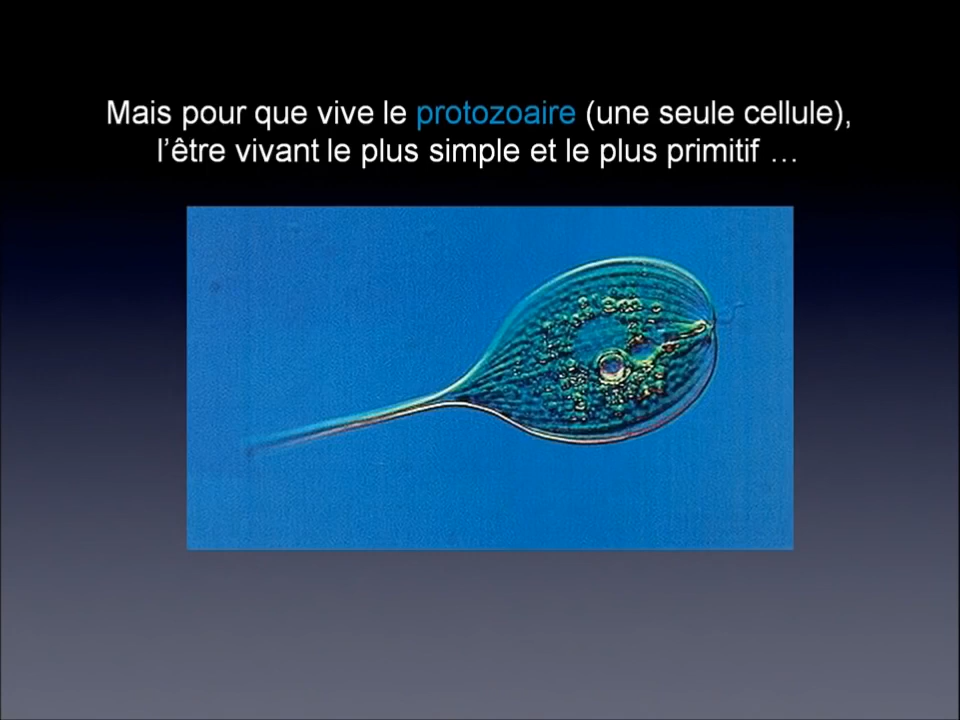 Mais pour que vive le protozoaire (une seule cellule),
l’être vivant le plus simple et le plus primitif …